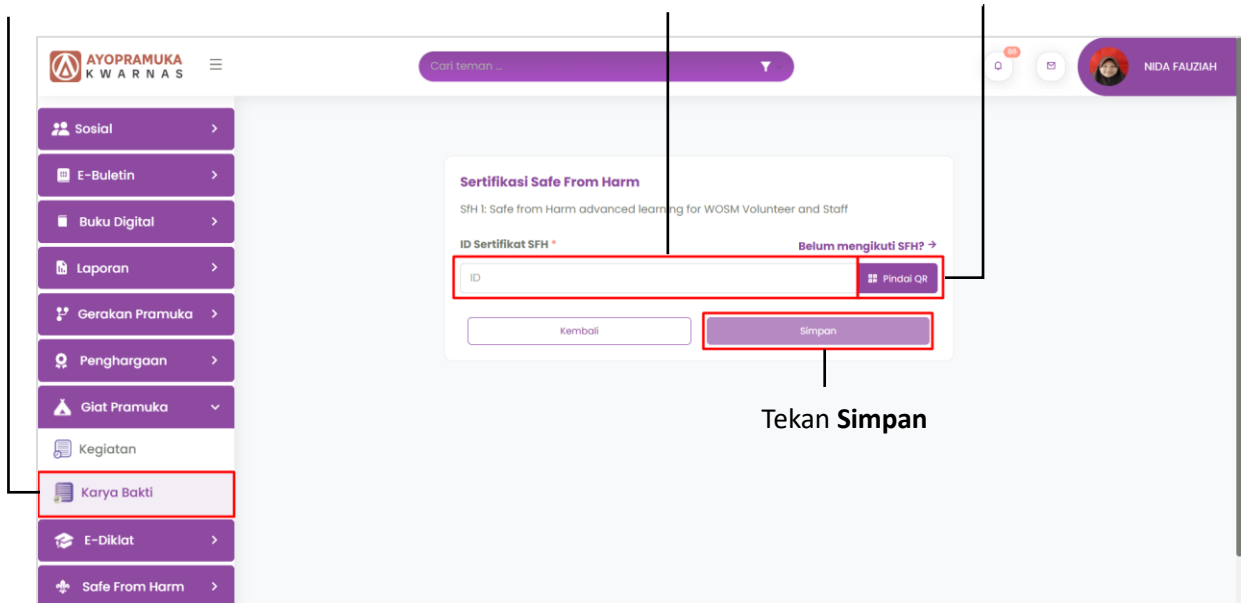 AYOPRAMUKA
KWARNAS
Cari teman ...
05
NIDA FAUZIAH
Sosial
E-Buletin
Buku Digital
Laporan
Gerakan Pramuka
Penghargaan
Giat Pramuka
Kegiatan
Karya Bakti
E-Diklat
Safe From Harm
Sertifikasi Safe From Harm
SfH 1: Safe from Harm advanced learning for WOSM Volunteer and Staff
ID Sertifikat SFH *
Belum mengikuti SFH? →
ID
Pindai QR
Kembali
Simpan
Tekan Simpan